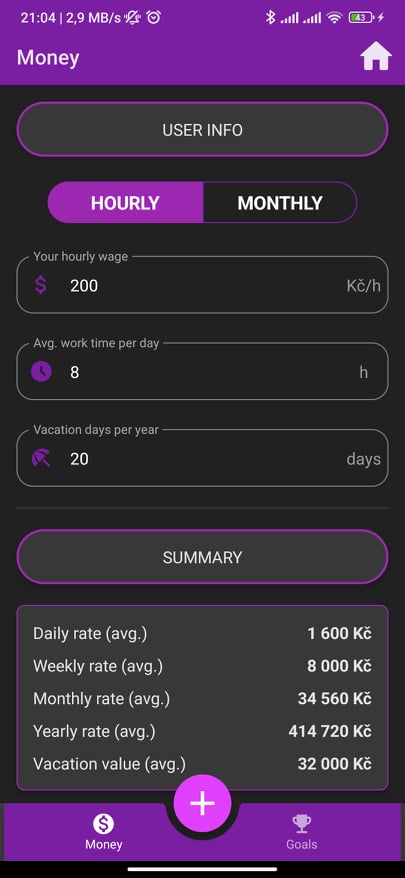 21:04 | 2,9 MB/s
43
Money
USER INFO
HOURLY
MONTHLY
Your hourly wage
$ 200 Kč/h
Avg. work time per day
8 h
Vacation days per year
20 days
SUMMARY
Daily rate (avg.) 1 600 Kč
Weekly rate (avg.) 8 000 Kč
Monthly rate (avg.) 34 560 Kč
Yearly rate (avg.) 414 720 Kč
Vacation value (avg.) 32 000 Kč
Money
Goals